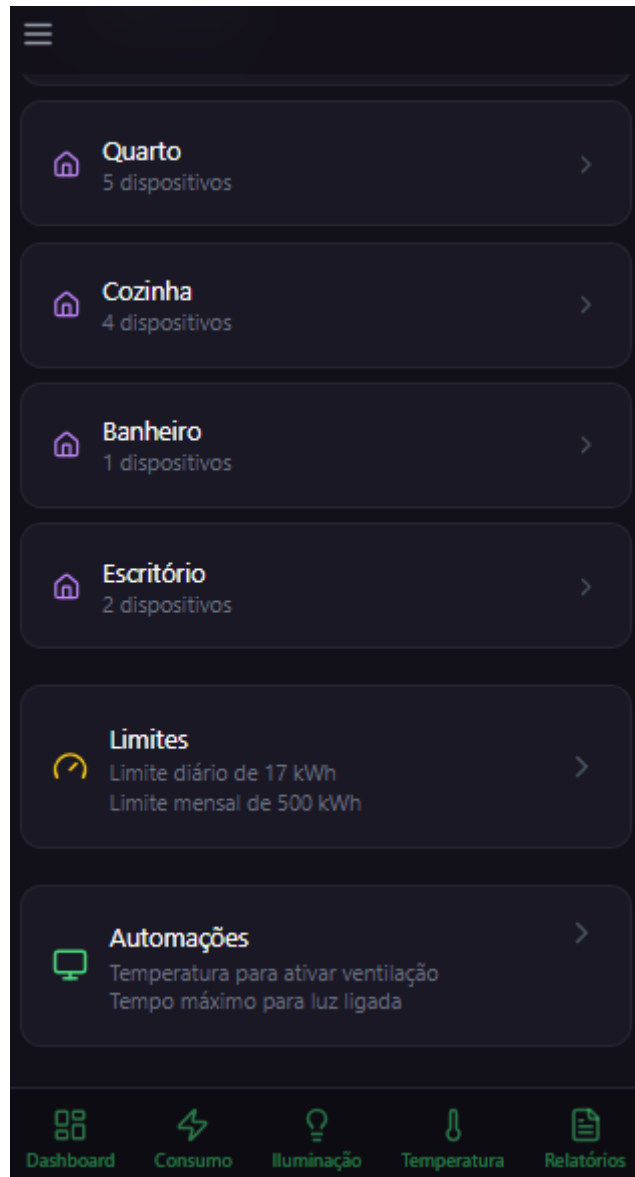 Quarto
5 dispositivos
Cozinha
4 dispositivos
Banheiro
1 dispositivos
Escritório
2 dispositivos
Limites
Limite diário de 17 kWh
Limite mensal de 500 kWh
Automações
Temperatura para ativar ventilação
Tempo máximo para luz ligada
Dashboard Consumo Iluminação Temperatura Relatórios